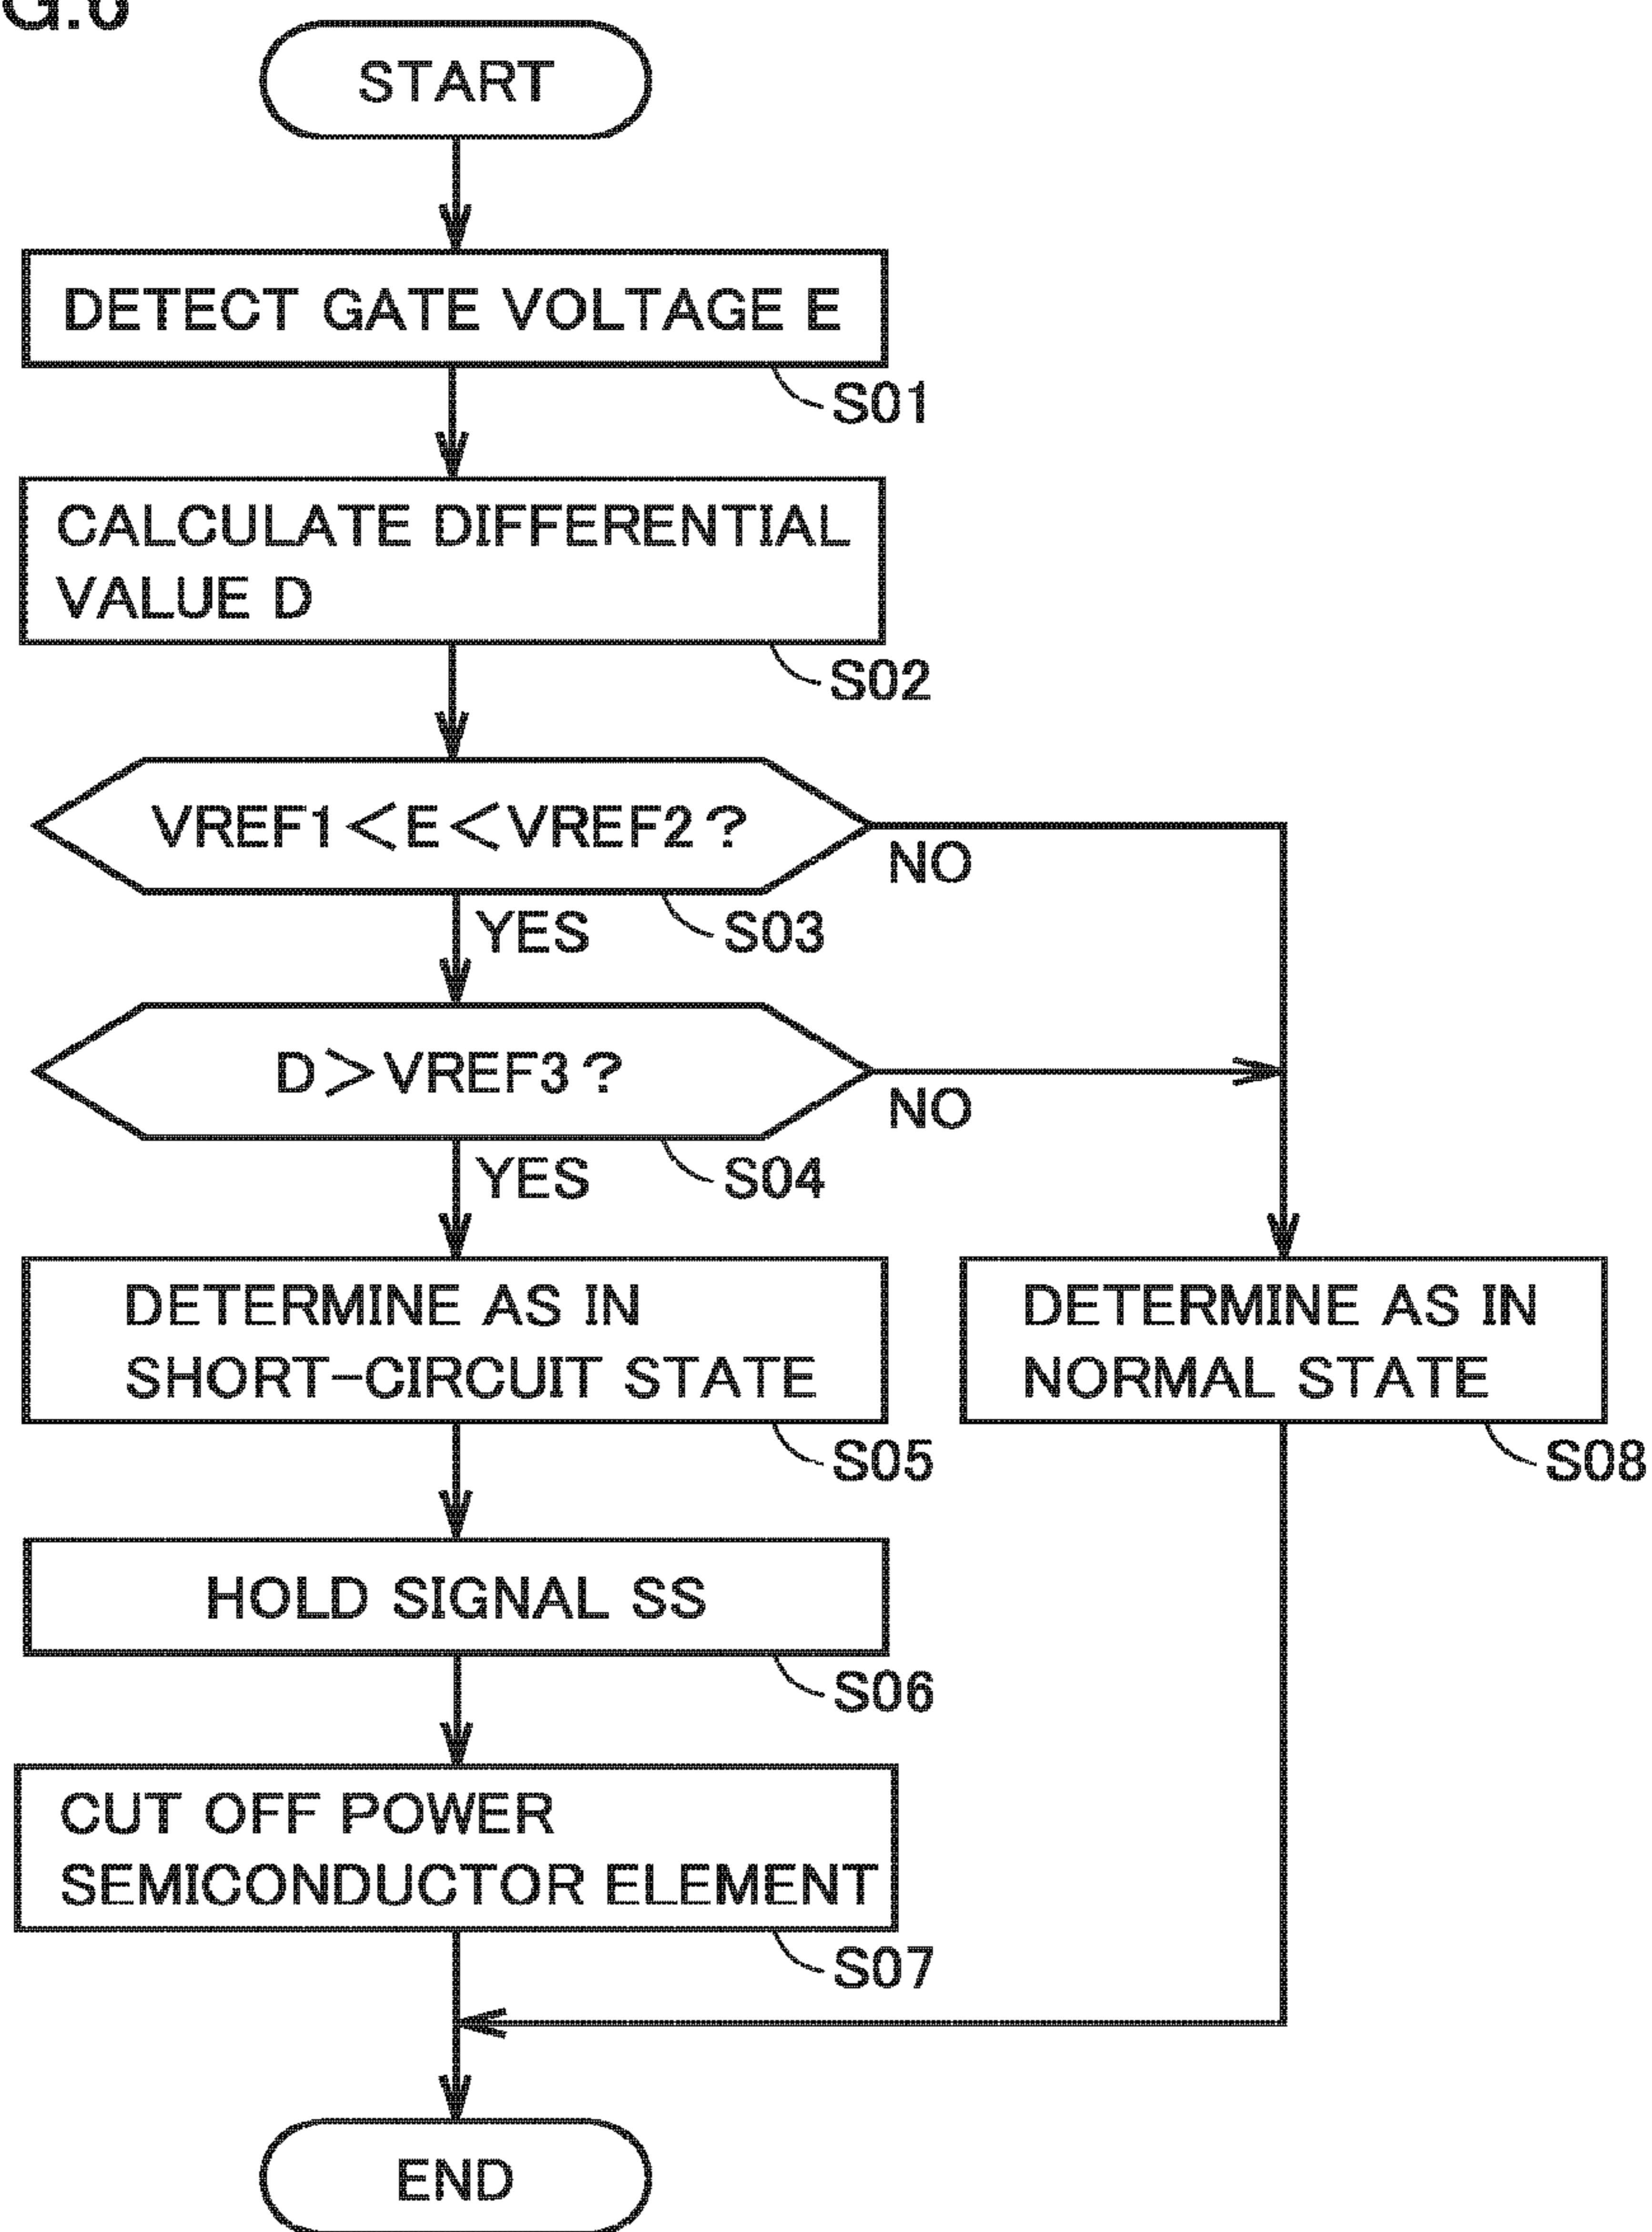 G.6
START
DETECT GATE VOLTAGE E
S01
CALCULATE DIFFERENTIAL
VALUE D
S02
VREF1<E<VREF2?
NO
YES
S03
D>VREF3?
NO
YES
S04
DETERMINE AS IN
SHORT-CIRCUIT STATE
S05
DETERMINE AS IN
NORMAL STATE
S08
HOLD SIGNAL SS
S06
CUT OFF POWER
SEMICONDUCTOR ELEMENT
S07
END